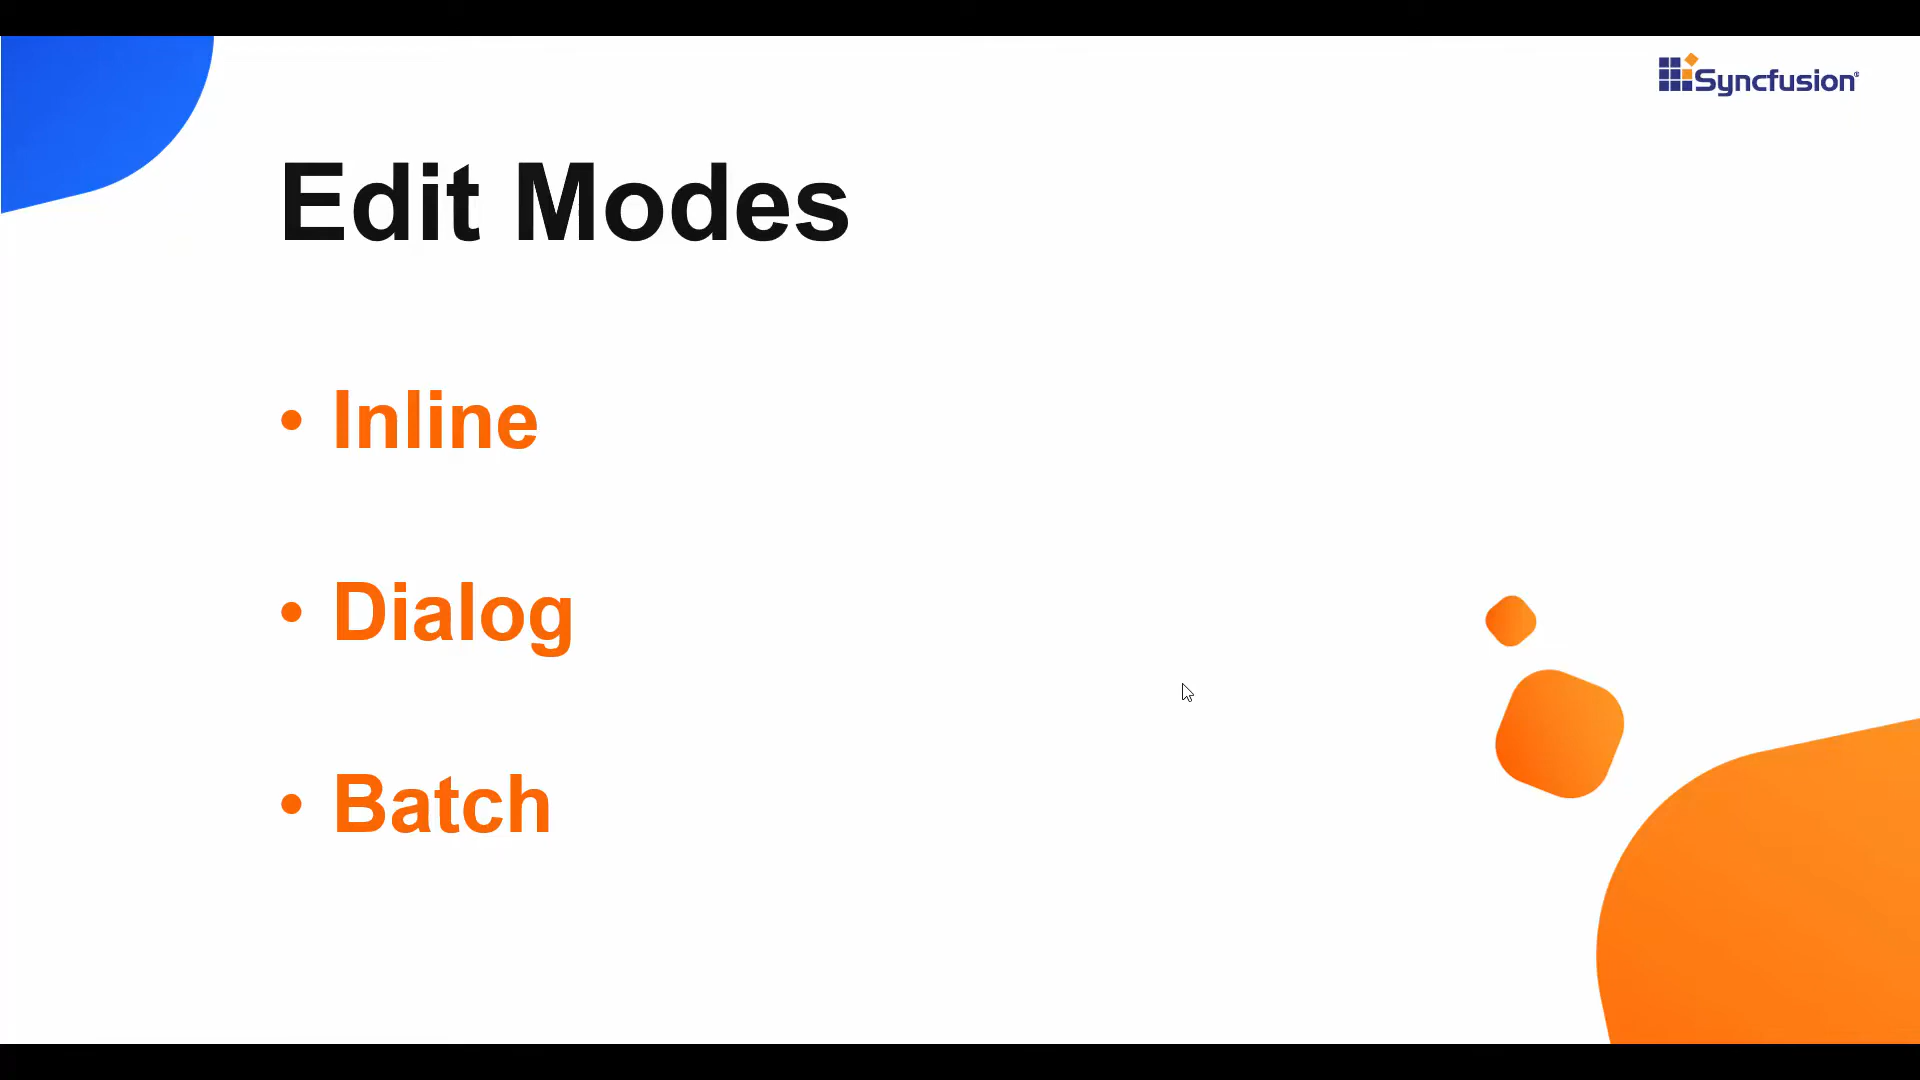 Syncfusion®
Edit Modes
• Inline
• Dialog
• Batch